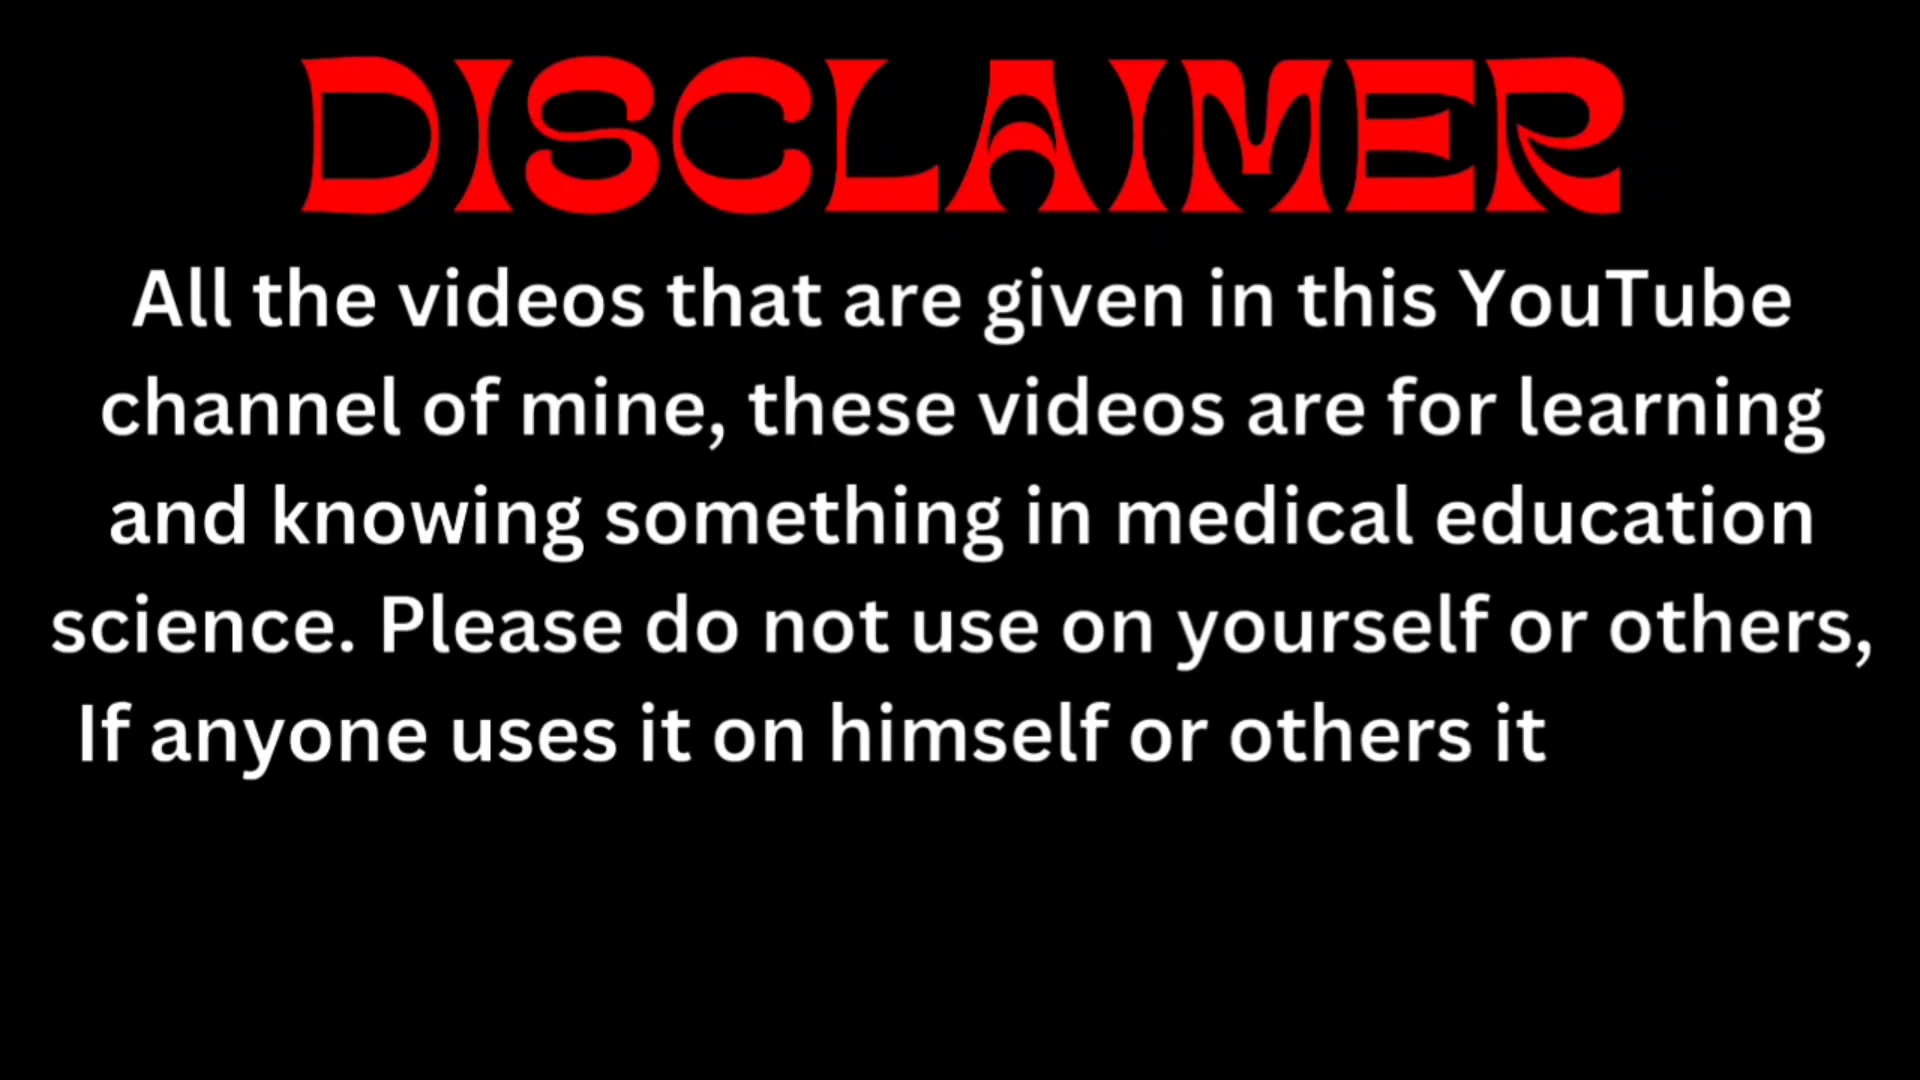 DISCLAIMER
All the videos that are given in this YouTube
channel of mine, these videos are for learning
and knowing something in medical education
science. Please do not use on yourself or others,
If anyone uses it on himself or others it